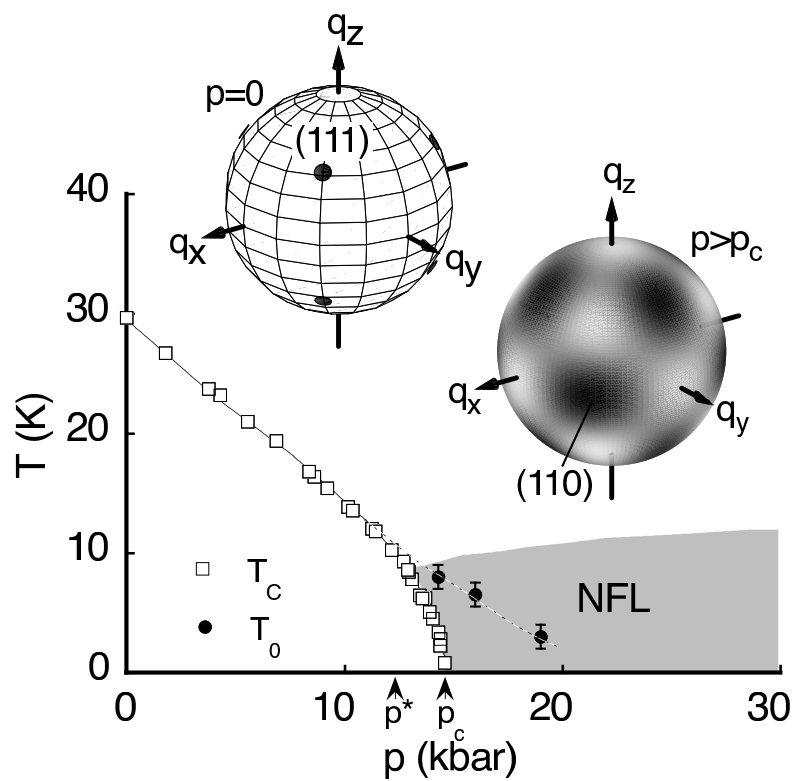 q_z
p=0
(111)
q_x
q_y
q_z
p>p_c
q_x
q_y
(110)
40
30
20
10
0
T (K)
T_C
T_0
NFL
0
10
20
30
p*
p_c
p (kbar)